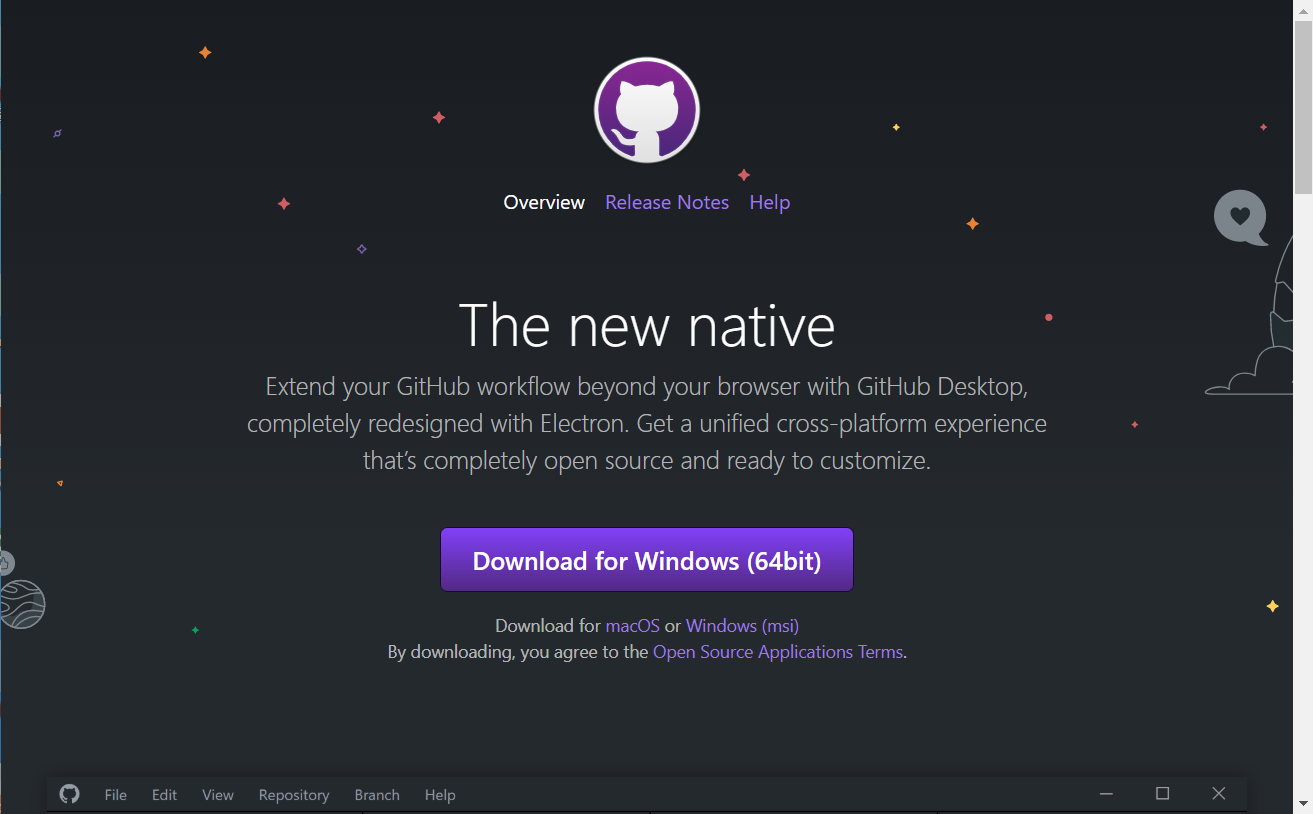 Overview Release Notes Help
The new native
Extend your GitHub workflow beyond your browser with GitHub Desktop,
completely redesigned with Electron. Get a unified cross-platform experience
that’s completely open source and ready to customize.
Download for Windows (64bit)
Download for macOS or Windows (msi)
By downloading, you agree to the Open Source Applications Terms.
File Edit View Repository Branch Help